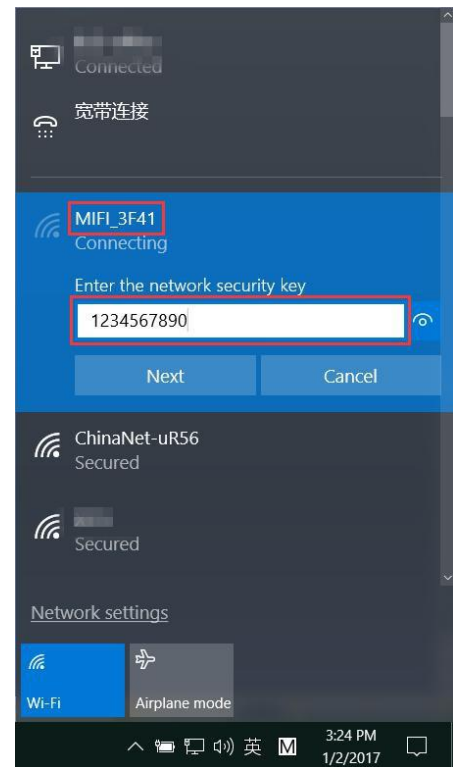 Connected
宽带连接
MIFI_3F41
Connecting
Enter the network security key
1234567890
Next
Cancel
ChinaNet-uR56
Secured
Secured
Network settings
Wi-Fi
Airplane mode
英
M
3:24 PM
1/2/2017